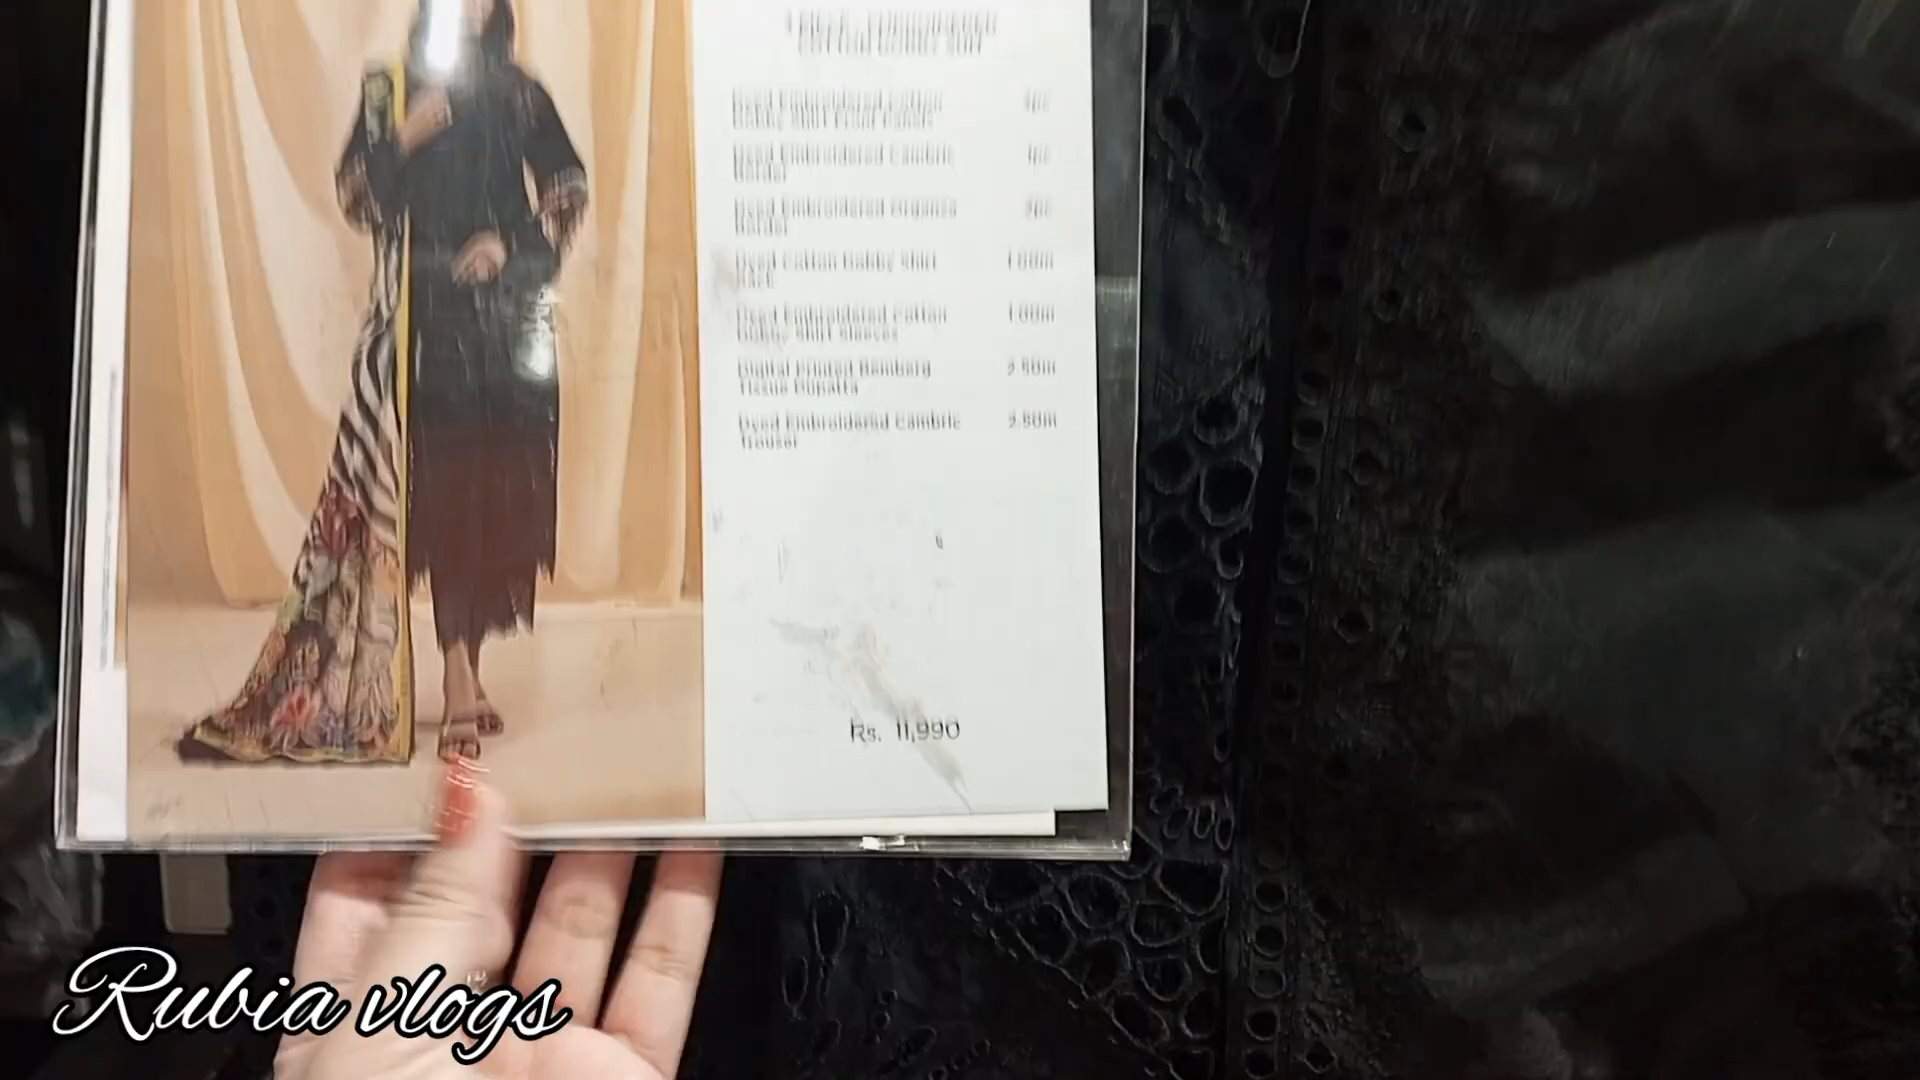 Dyed Embroidered Cotton 1pc
Dobby Shirt Front Panels
Dyed Embroidered Cambric 1pc
Border
Dyed Embroidered Organza 2pc
Border
Dyed Cotton Dobby Shirt 1.00m
Back
Dyed Embroidered Cotton 1.00m
Dobby Shirt Sleeves
Digital Printed Bemberg 2.50m
Tissue Dupatta
Dyed Embroidered Cambric 2.50m
Trouser
Rs. 11,990
Rubia vlogs